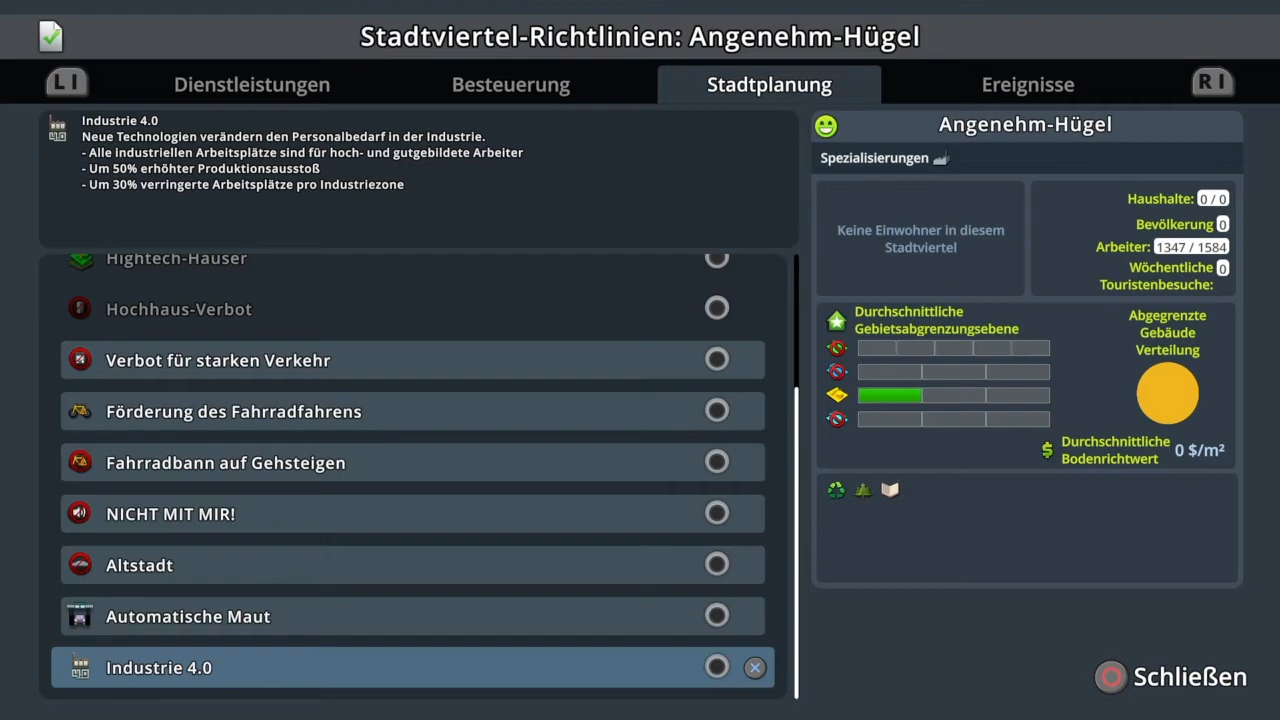 Stadtviertel-Richtlinien: Angenehm-Hügel
L1
Dienstleistungen
Besteuerung
Stadtplanung
Ereignisse
R1
Industrie 4.0
Neue Technologien verändern den Personalbedarf in der Industrie.
- Alle industriellen Arbeitsplätze sind für hoch- und gutgebildete Arbeiter
- Um 50% erhöhter Produktionsausstoß
- Um 30% verringerte Arbeitsplätze pro Industriezone
Hightech-Häuser
Hochhaus-Verbot
Verbot für starken Verkehr
Förderung des Fahrradfahrens
Fahrradbann auf Gehsteigen
NICHT MIT MIR!
Altstadt
Automatische Maut
Industrie 4.0
Angenehm-Hügel
Spezialisierungen
Keine Einwohner in diesem
Stadtviertel
Haushalte: 0 / 0
Bevölkerung 0
Arbeiter: 1347 / 1584
Wöchentliche 0
Touristenbesuche:
Durchschnittliche
Gebietsabgrenzungsebene
Abgegrenzte
Gebäude
Verteilung
Durchschnittliche
Bodenrichtwert
0 $/m²
Schließen